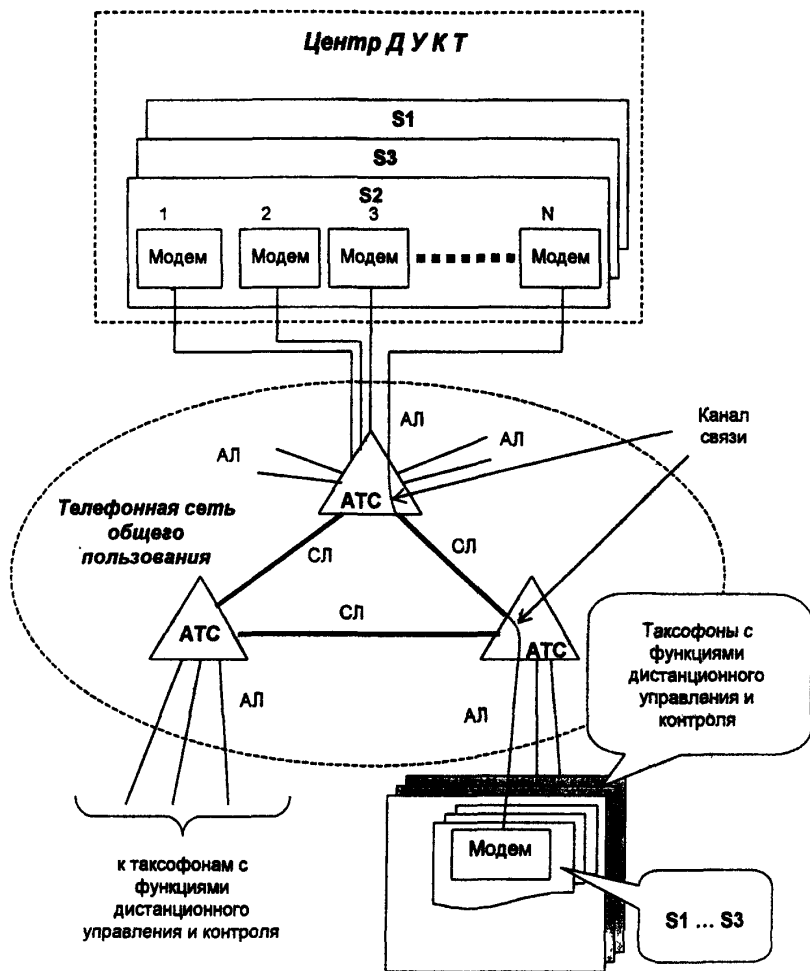 Центр Д У К Т
S1
S3
S2
1 2 3 N
Модем Модем Модем Модем
АЛ
АЛ
АЛ
Канал
связи
АТС
Телефонная сеть
общего
пользования
СЛ
СЛ
СЛ
АТС
АТС
Таксофоны с
функциями
дистанционного
управления и
контроля
АЛ
АЛ
Модем
к таксофонам с
функциями
дистанционного
управления и контроля
S1 ... S3